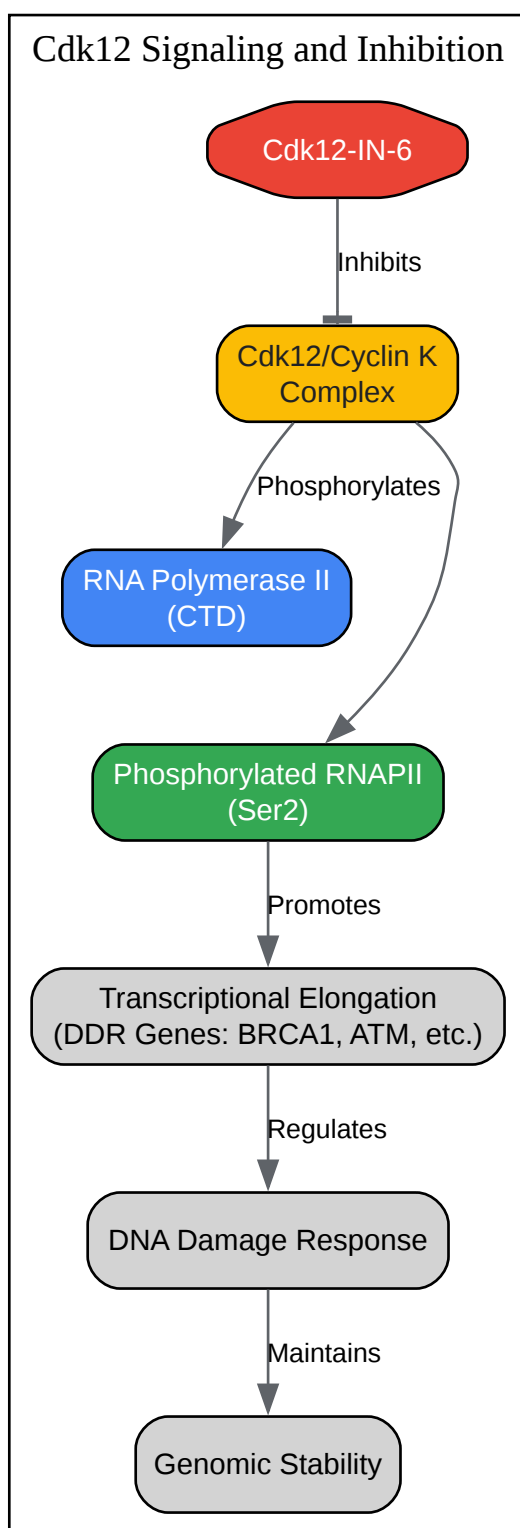 Cdk12 Signaling and Inhibition
Cdk12-IN-6
Inhibits
Cdk12/Cyclin K
Complex
Phosphorylates
RNA Polymerase II
(CTD)
Phosphorylated RNAPII
(Ser2)
Promotes
Transcriptional Elongation
(DDR Genes: BRCA1, ATM, etc.)
Regulates
DNA Damage Response
Maintains
Genomic Stability